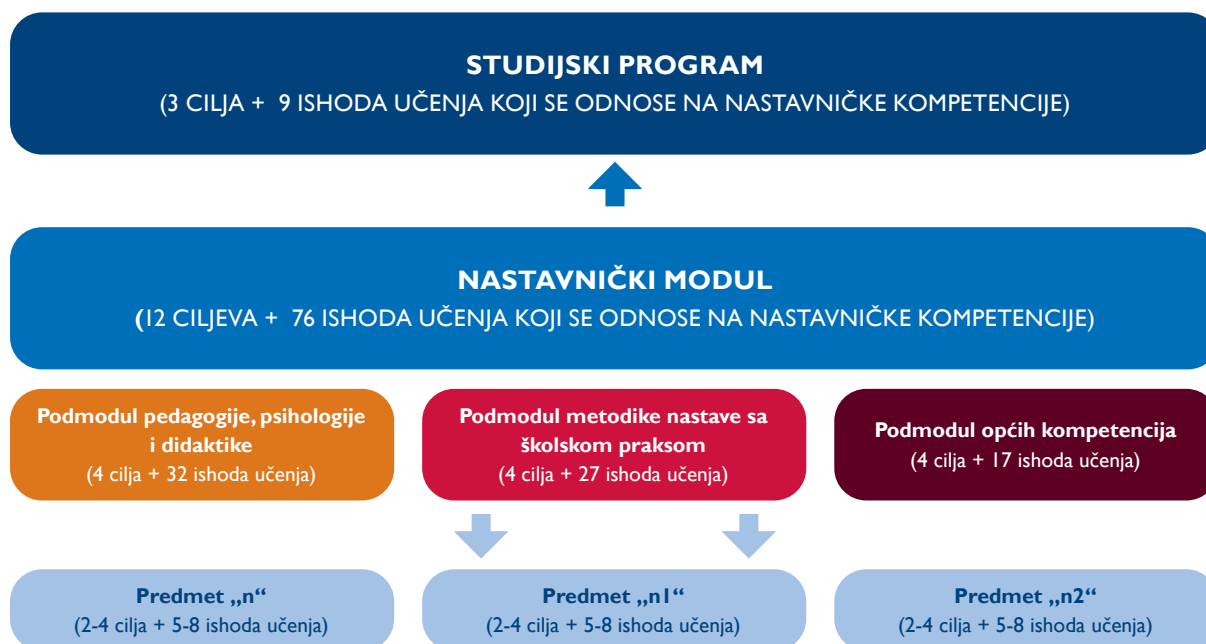 STUDIJSKI PROGRAM
(3 CILJA + 9 ISHODA UČENJA KOJI SE ODNOSE NA NASTAVNIČKE KOMPETENCIJE)
NASTAVNIČKI MODUL
(12 CILJEVA + 76 ISHODA UČENJA KOJI SE ODNOSE NA NASTAVNIČKE KOMPETENCIJE)
Podmodul pedagogije, psihologije
i didaktike
(4 cilja + 32 ishoda učenja)
Podmodul metodike nastave sa
školskom praksom
(4 cilja + 27 ishoda učenja)
Podmodul općih kompetencija
(4 cilja + 17 ishoda učenja)
Predmet „n“
(2-4 cilja + 5-8 ishoda učenja)
Predmet „n1“
(2-4 cilja + 5-8 ishoda učenja)
Predmet „n2“
(2-4 cilja + 5-8 ishoda učenja)